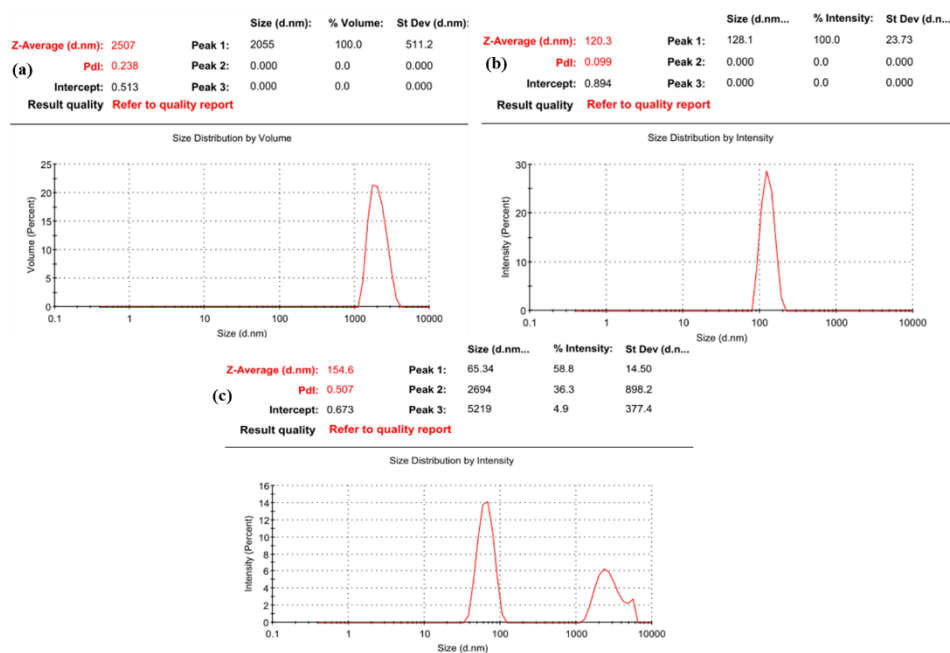 Size (d.nm): % Volume: St Dev (d.nm):
Z-Average (d.nm): 2507 Peak 1: 2055 100.0 511.2
(a) PdI: 0.238 Peak 2: 0.000 0.0 0.000
Intercept: 0.513 Peak 3: 0.000 0.0 0.000
Result quality Refer to quality report
Size Distribution by Volume
Volume (Percent)
25
20
15
10
5
0
0.1 1 10 100 1000 10000
Size (d.nm)
Size (d.nm... % Intensity: St Dev (d.n...
Z-Average (d.nm): 120.3 Peak 1: 128.1 100.0 23.73
(b) PdI: 0.099 Peak 2: 0.000 0.0 0.000
Intercept: 0.894 Peak 3: 0.000 0.0 0.000
Result quality Refer to quality report
Size Distribution by Intensity
Intensity (Percent)
30
20
10
0
0.1 1 10 100 1000 10000
Size (d.nm)
Size (d.nm... % Intensity: St Dev (d.n...
Z-Average (d.nm): 154.6 Peak 1: 65.34 58.8 14.50
(c) PdI: 0.507 Peak 2: 2694 36.3 898.2
Intercept: 0.673 Peak 3: 5219 4.9 377.4
Result quality Refer to quality report
Size Distribution by Intensity
Intensity (Percent)
16
14
12
10
8
6
4
2
0
0.1 1 10 100 1000 10000
Size (d.nm)